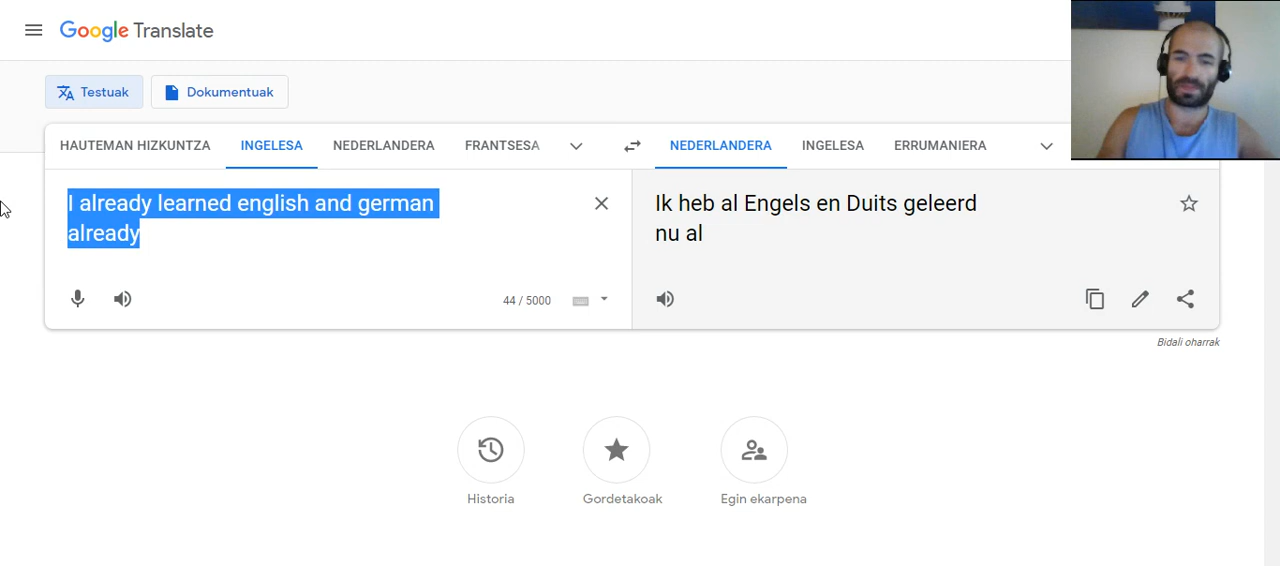 Google Translate
Testuak Dokumentuak
HAUTEMAN HIZKUNTZA INGELESA NEDERLANDERA FRANTSESA NEDERLANDERA INGELESA ERRUMANIERA
I already learned english and german
already
Ik heb al Engels en Duits geleerd
nu al
44 / 5000
Bidali oharrak
Historia Gordetakoak Egin ekarpena